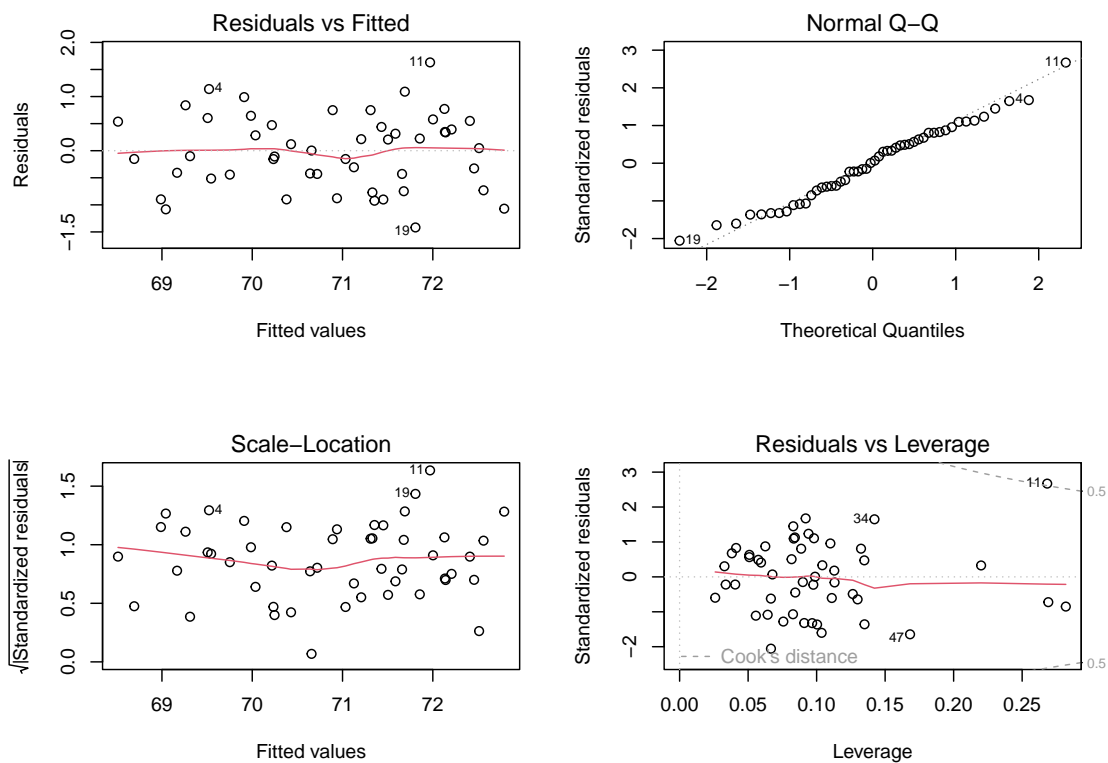 Residuals vs Fitted
Residuals
2.0
1.0
0.0
−1.5
11
4
19
69 70 71 72
Fitted values
Normal Q−Q
Standardized residuals
3
2
1
0
−2
11
4
19
−2 −1 0 1 2
Theoretical Quantiles
Scale−Location
√|Standardized residuals|
1.5
1.0
0.5
0.0
11
19
4
69 70 71 72
Fitted values
Residuals vs Leverage
Standardized residuals
3
2
1
0
−2
11
34
47
0.5
0.5
Cook's distance
0.00 0.05 0.10 0.15 0.20 0.25
Leverage